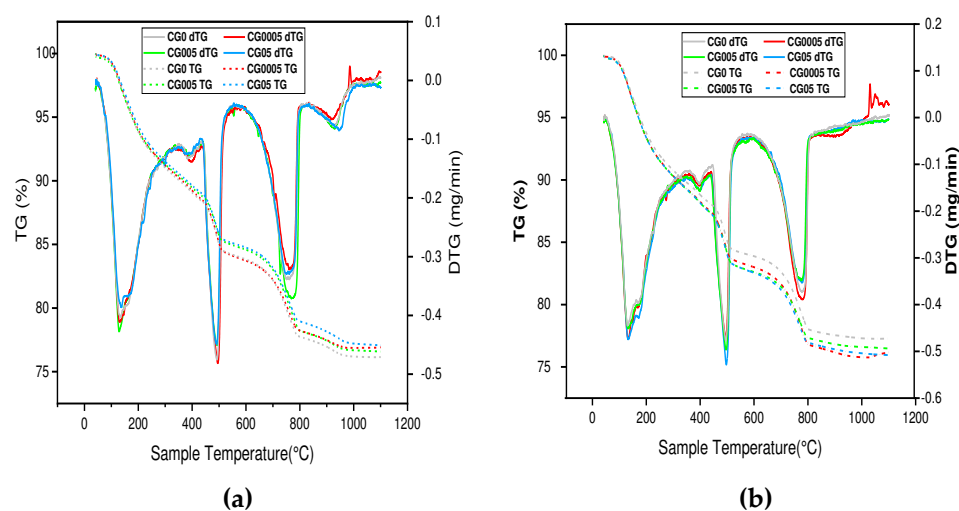 CG0 dTG CG0005 dTG
CG005 dTG CG05 dTG
CG0 TG CG0005 TG
CG005 TG CG05 TG
100
95
90
85
80
75
TG (%)
0.1
0.0
-0.1
-0.2
-0.3
-0.4
-0.5
DTG (mg/min)
0 200 400 600 800 1000 1200
Sample Temperature(°C)
(a)
CG0 dTG CG0005 dTG
CG005 dTG CG05 dTG
CG0 TG CG0005 TG
CG005 TG CG05 TG
100
95
90
85
80
75
TG (%)
0.2
0.1
0.0
-0.1
-0.2
-0.3
-0.4
-0.5
-0.6
DTG (mg/min)
0 200 400 600 800 1000 1200
Sample Temperature(°C)
(b)